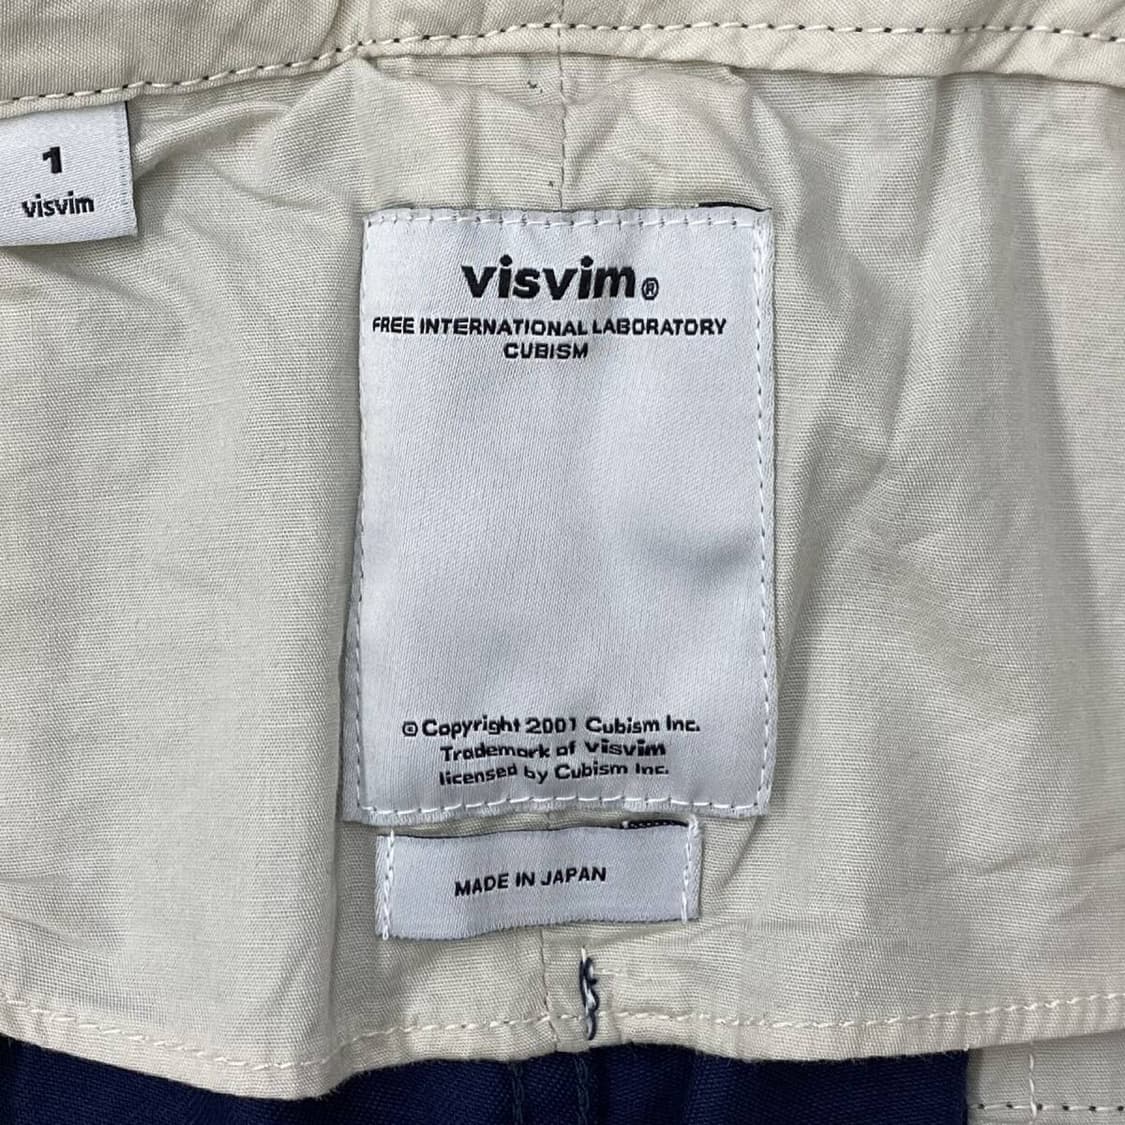 1
visvim
visvim®
FREE INTERNATIONAL LABORATORY
CUBISM
© Copyright 2001 Cubism Inc.
Trademark of visvim
licensed by Cubism Inc.
MADE IN JAPAN